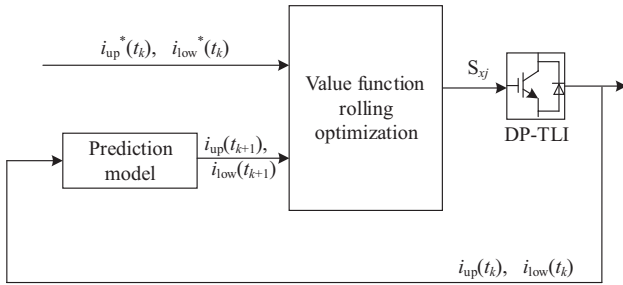 i_up*(t_k), i_low*(t_k)
Value function
rolling
optimization
S_xj
DP-TLI
Prediction
model
i_up(t_k+1),
i_low(t_k+1)
i_up(t_k), i_low(t_k)